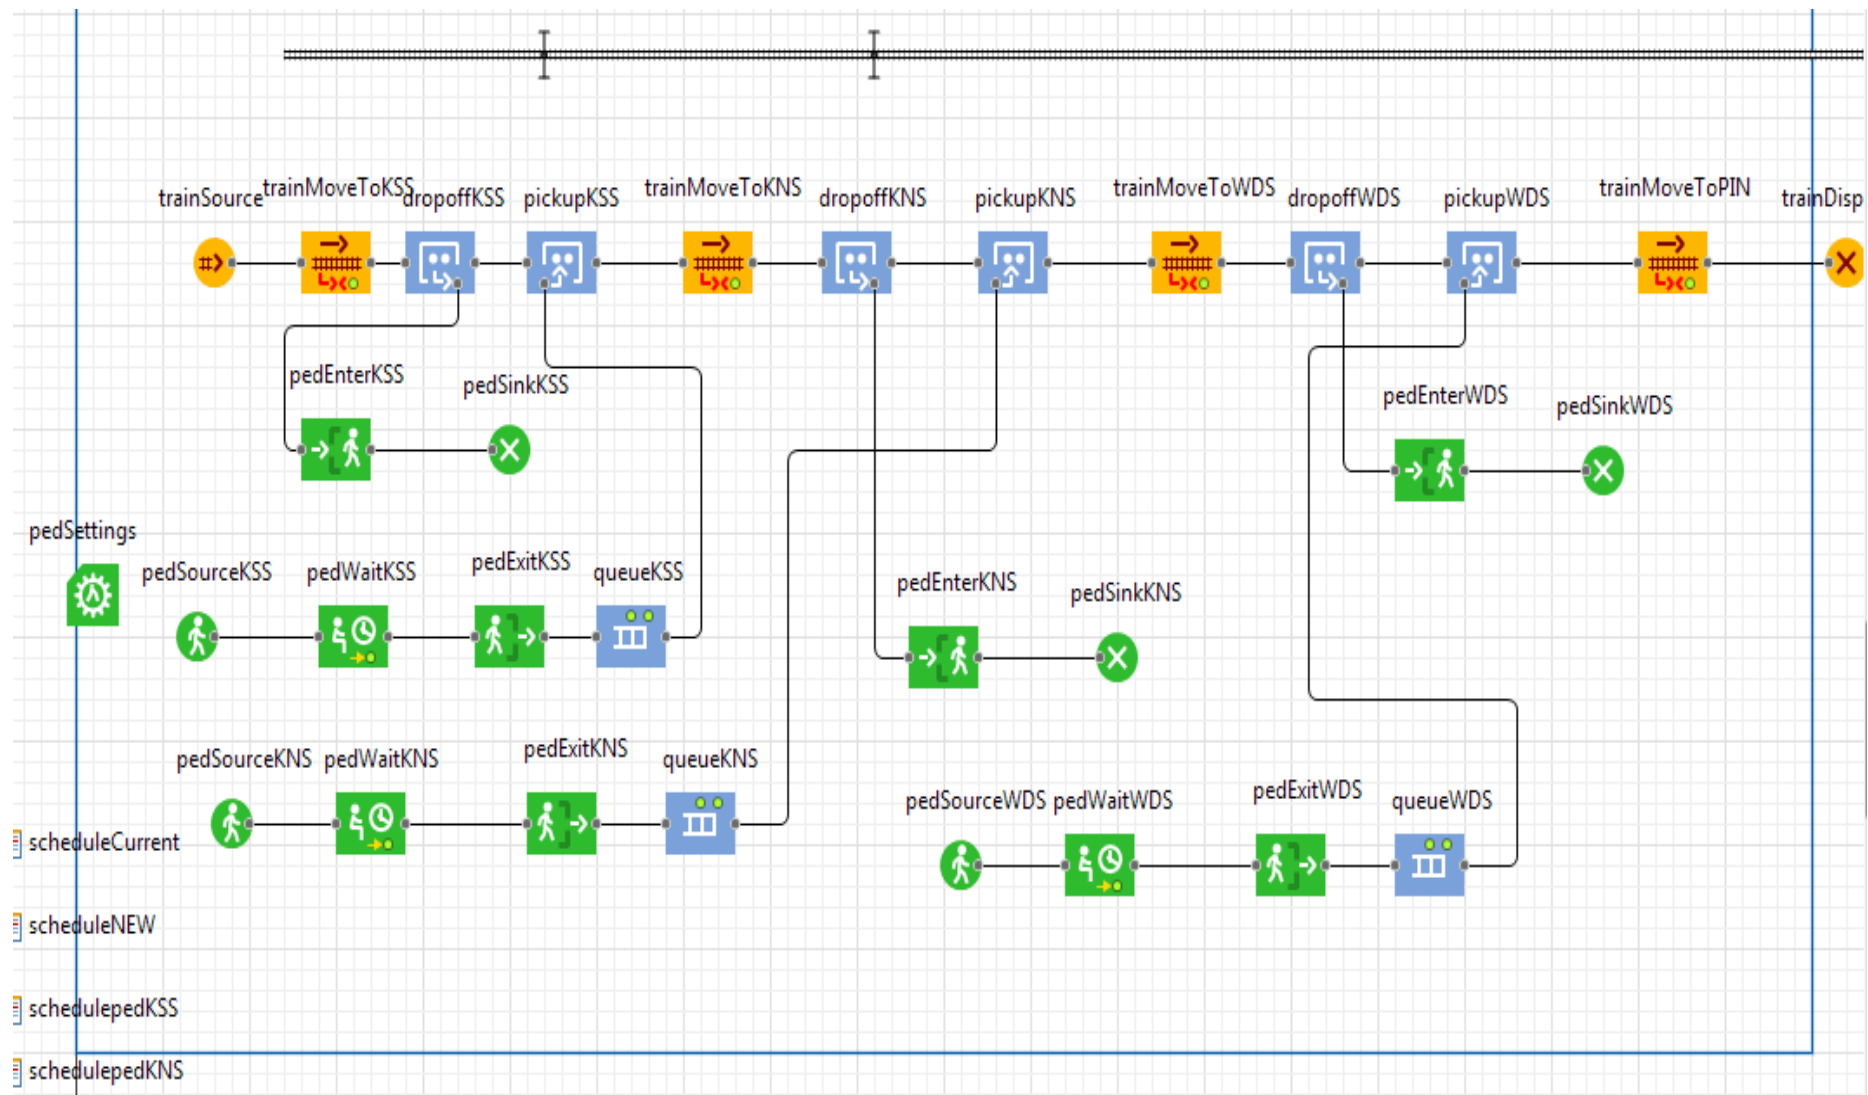 trainSource
trainMoveToKSS
dropoffKSS
pickupKSS
trainMoveToKNS
dropoffKNS
pickupKNS
trainMoveToWDS
dropoffWDS
pickupWDS
trainMoveToPIN
trainDisp
pedEnterKSS
pedSinkKSS
pedEnterWDS
pedSinkWDS
pedSettings
pedSourceKSS
pedWaitKSS
pedExitKSS
queueKSS
pedEnterKNS
pedSinkKNS
pedSourceKNS
pedWaitKNS
pedExitKNS
queueKNS
pedSourceWDS
pedWaitWDS
pedExitWDS
queueWDS
scheduleCurrent
scheduleNEW
schedulepedKSS
schedulepedKNS